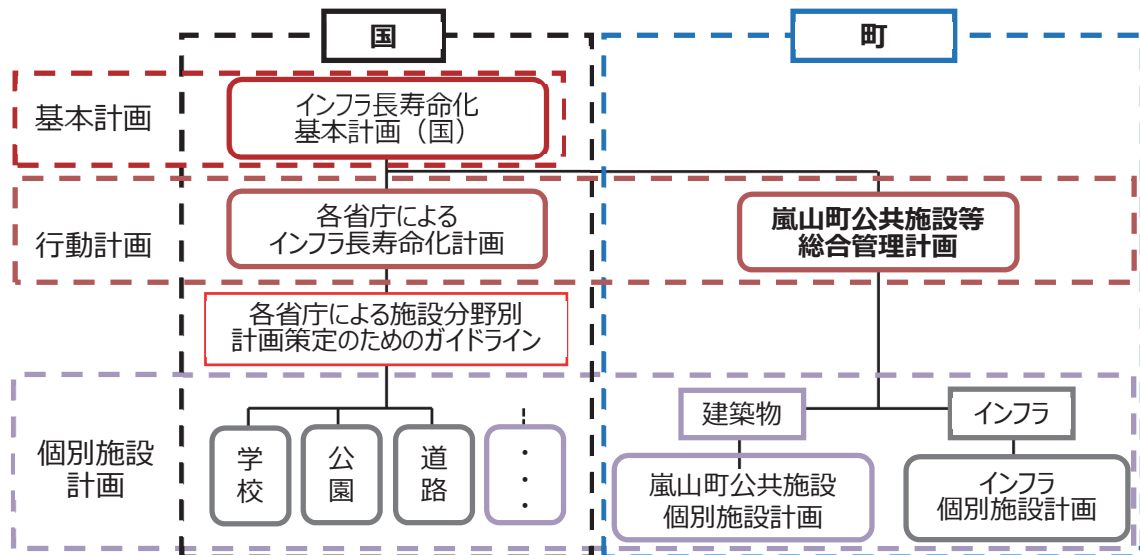 国
町
基本計画
インフラ長寿命化
基本計画（国）
行動計画
各省庁による
インフラ長寿命化計画
嵐山町公共施設等
総合管理計画
各省庁による施設分野別
計画策定のためのガイドライン
個別施設
計画
学校
公園
道路
・・・
建築物
インフラ
嵐山町公共施設
個別施設計画
インフラ
個別施設計画